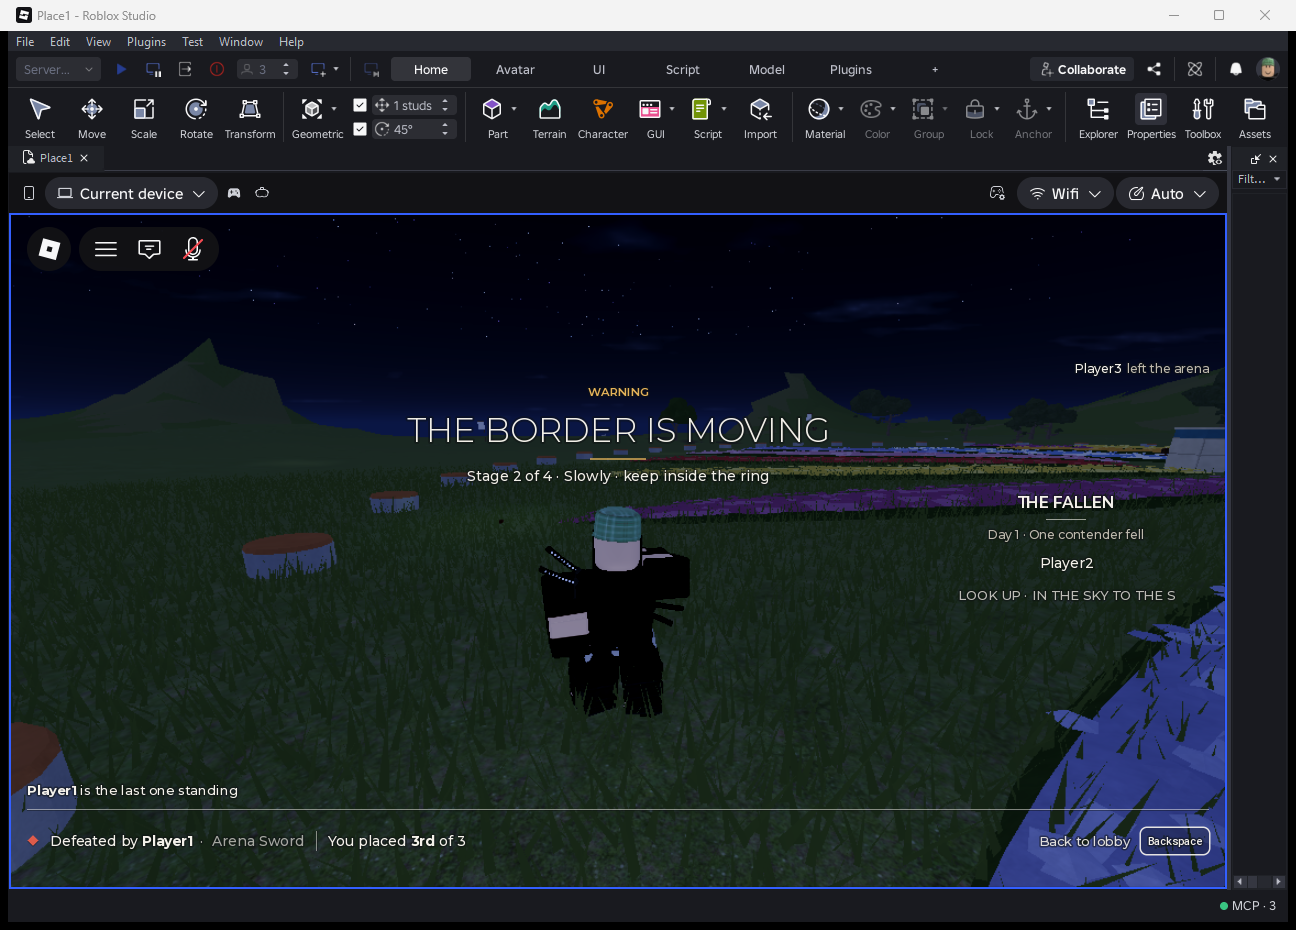 Place1 - Roblox Studio
File Edit View Plugins Test Window Help
Server... 3 Home Avatar UI Script Model Plugins + Collaborate
1 studs
45°
Select Move Scale Rotate Transform Geometric Part Terrain Character GUI Script Import Material Color Group Lock Anchor Explorer Properties Toolbox Assets
Place1
Filt...
Current device Wifi Auto
Player3 left the arena
WARNING
THE BORDER IS MOVING
Stage 2 of 4 · Slowly · keep inside the ring
THE FALLEN
Day 1 · One contender fell
Player2
LOOK UP · IN THE SKY TO THE S
Player1 is the last one standing
Defeated by Player1 · Arena Sword You placed 3rd of 3
Back to lobby Backspace
MCP · 3